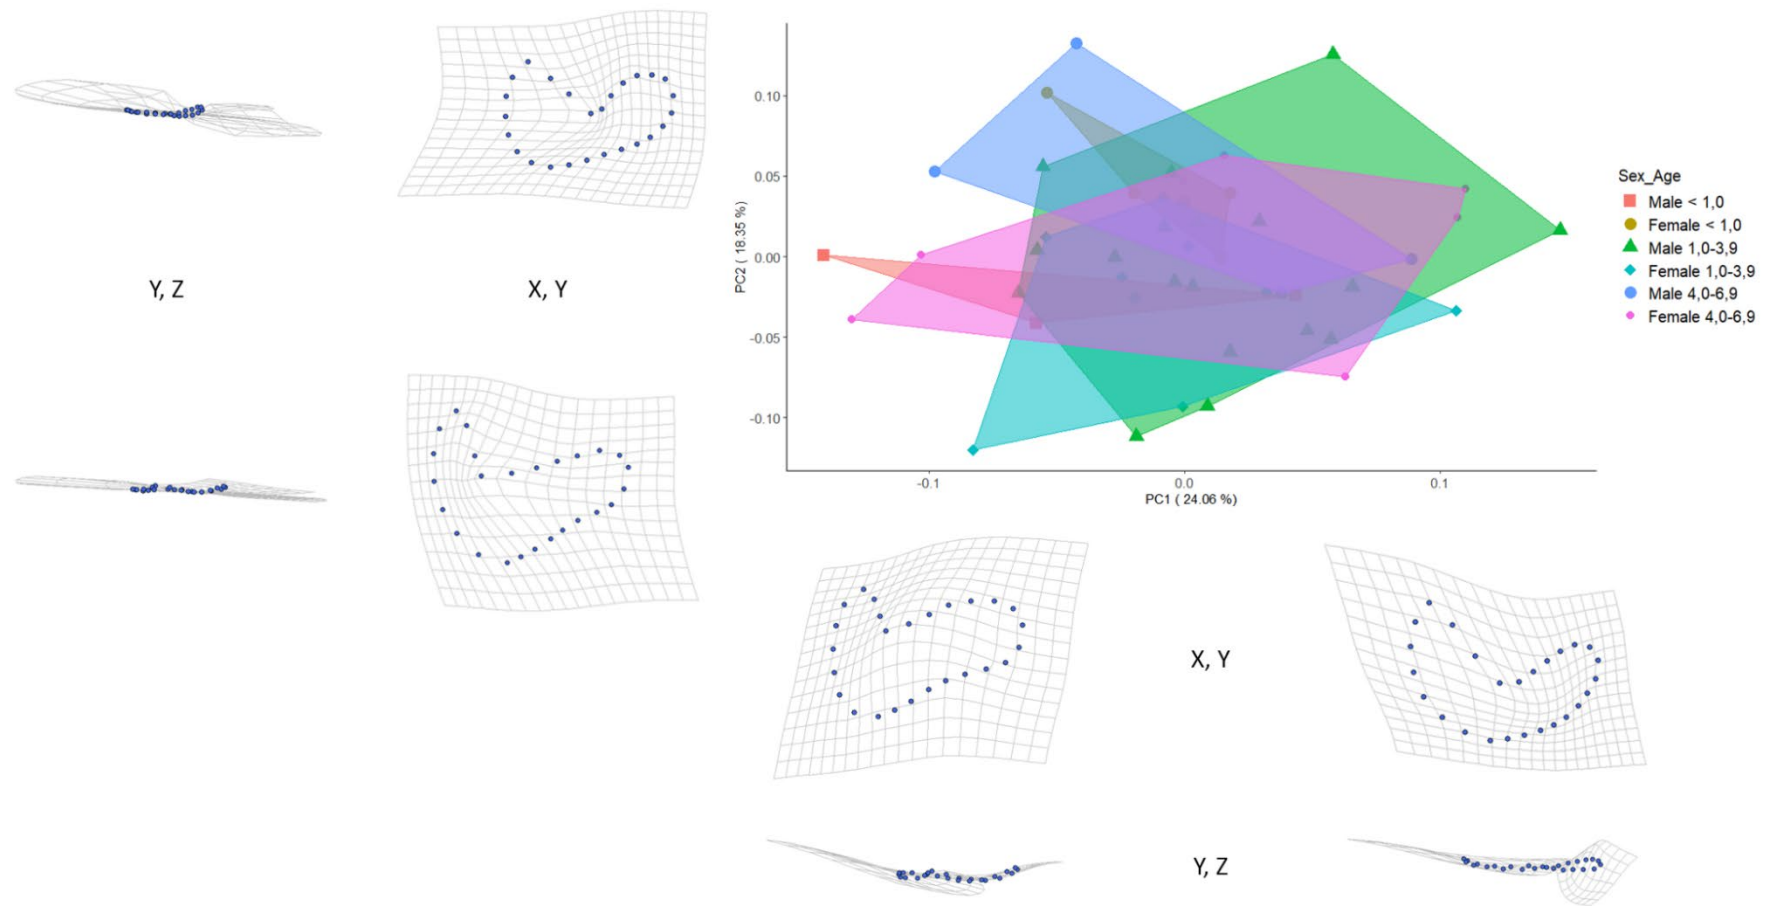 0.10
0.05
0.00
-0.05
-0.10
PC2 ( 18.35 %)
-0.1
0.0
0.1
PC1 ( 24.06 %)
Sex_Age
Male < 1,0
Female < 1,0
Male 1,0-3,9
Female 1,0-3,9
Male 4,0-6,9
Female 4,0-6,9
Y, Z
X, Y
X, Y
Y, Z